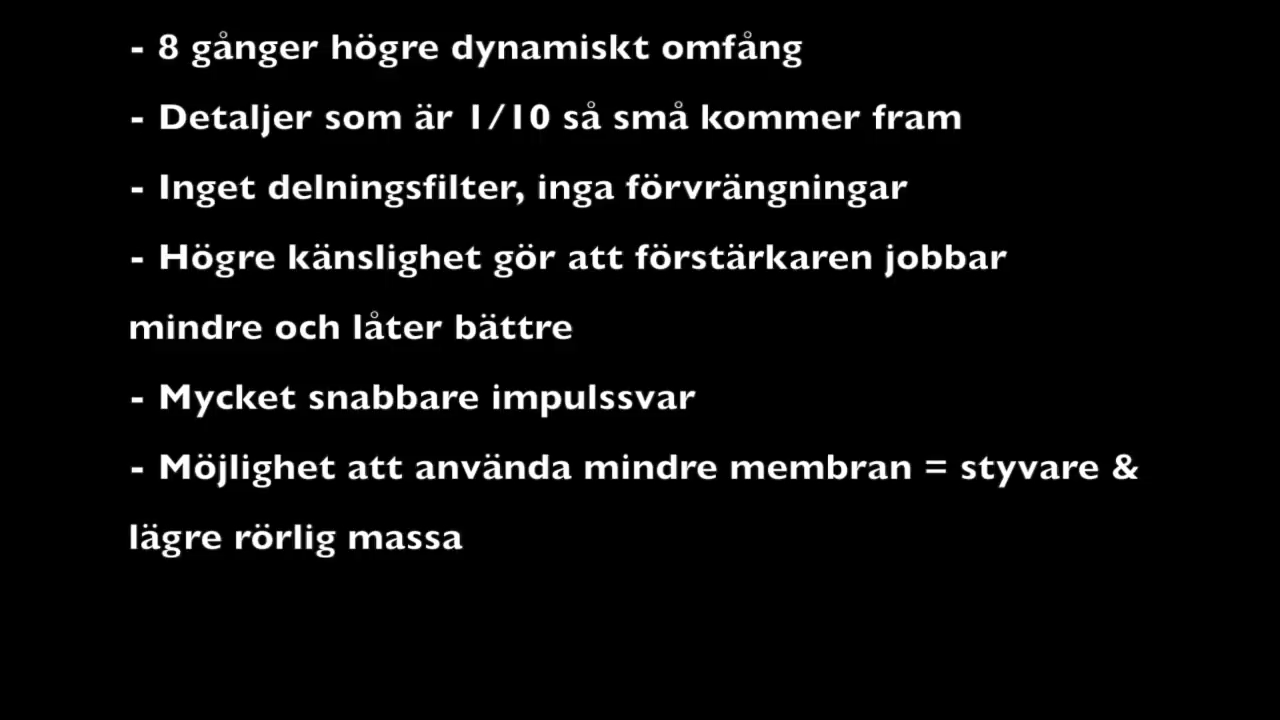 - 8 gånger högre dynamiskt omfång
- Detaljer som är 1/10 så små kommer fram
- Inget delningsfilter, inga förvrängningar
- Högre känslighet gör att förstärkaren jobbar
mindre och låter bättre
- Mycket snabbare impulssvar
- Möjlighet att använda mindre membran = styvare &
lägre rörlig massa